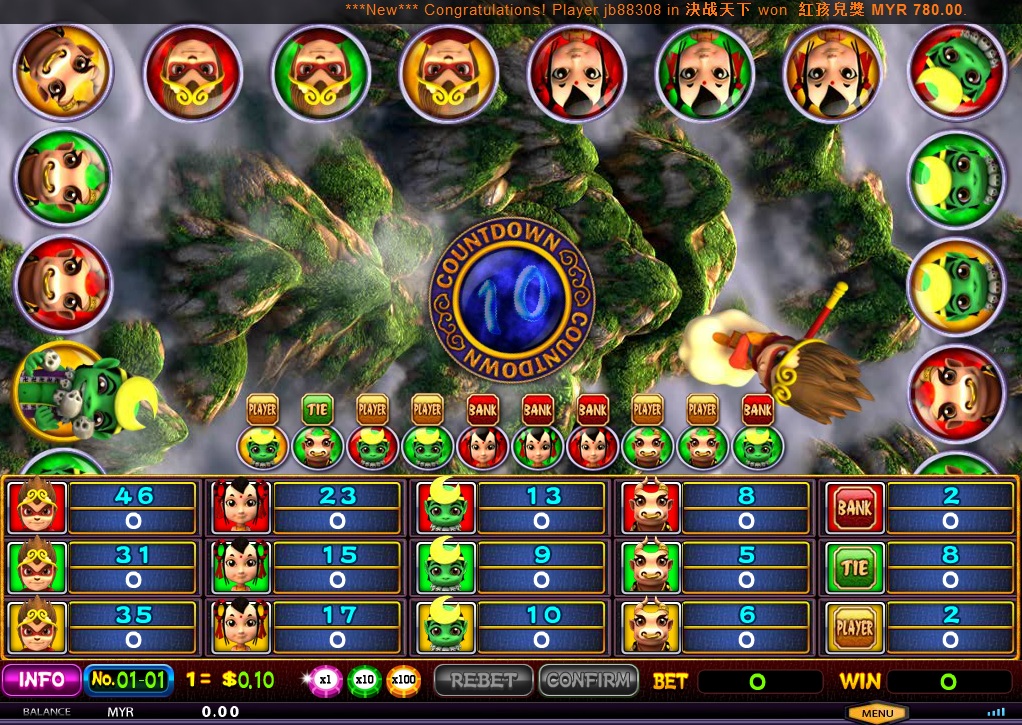 ***New*** Congratulations! Player jb88308 in 決战天下 won 紅孩兒獎 MYR 780.00
COUNTDOWN
10
COUNTDOWN
PLAYER TIE PLAYER PLAYER BANK BANK BANK PLAYER PLAYER BANK
46 23 13 8 BANK 2
0 0 0 0 0
31 15 9 5 TIE 8
0 0 0 0 0
35 17 10 6 PLAYER 2
0 0 0 0 0
INFO No.01-01 1= $0.10 x1 x10 x100 REBET CONFIRM BET 0 WIN 0
BALANCE MYR 0.00 MENU